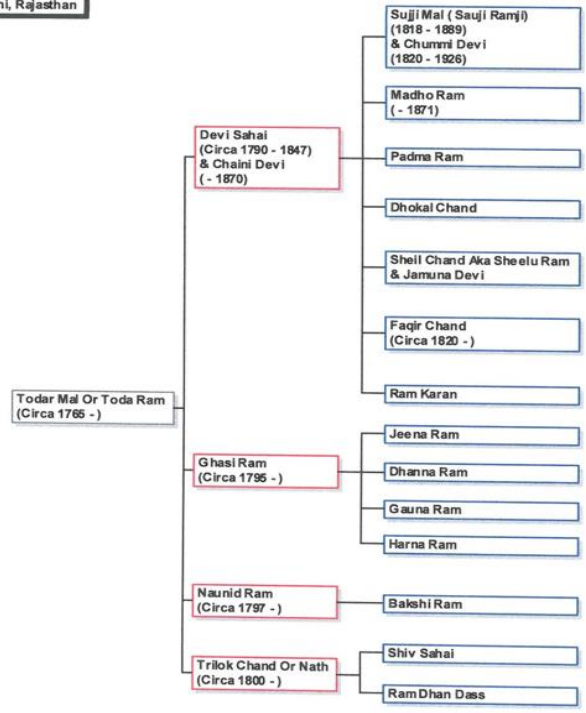 ni, Rajasthan
Sujji Mal ( Sauji Ramji)
(1818 - 1889)
& Chummi Devi
(1820 - 1926)
Madho Ram
( - 1871)
Devi Sahai
(Circa 1790 - 1847)
& Chaini Devi
( - 1870)
Padma Ram
Dhokal Chand
Sheil Chand Aka Sheelu Ram
& Jamuna Devi
Faqir Chand
(Circa 1820 - )
Ram Karan
Todar Mal Or Toda Ram
(Circa 1765 - )
Jeena Ram
Ghasi Ram
(Circa 1795 - )
Dhanna Ram
Gauna Ram
Harna Ram
Naunid Ram
(Circa 1797 - )
Bakshi Ram
Trilok Chand Or Nath
(Circa 1800 - )
Shiv Sahai
Ram Dhan Dass